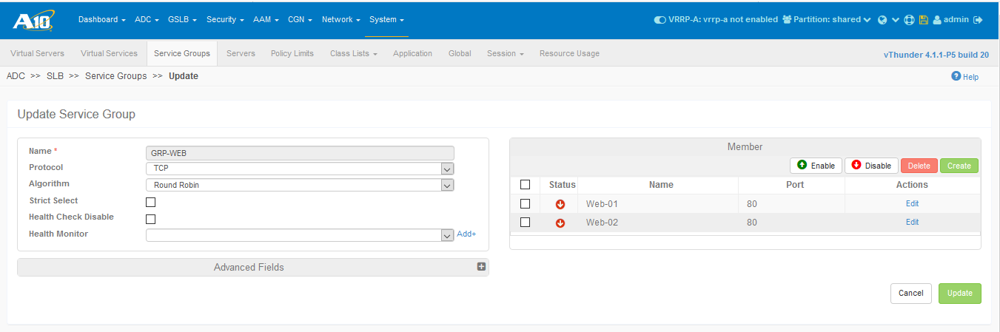 A10
Dashboard ADC GSLB Security AAM CGN Network System
VRRP-A: vrrp-a not enabled Partition: shared admin
Virtual Servers Virtual Services Service Groups Servers Policy Limits Class Lists Application Global Session Resource Usage
vThunder 4.1.1-P5 build 20
ADC >> SLB >> Service Groups >> Update
Help
Update Service Group
Name * GRP-WEB
Protocol TCP
Algorithm Round Robin
Strict Select
Health Check Disable
Health Monitor Add+
Advanced Fields
Member
Enable Disable Delete Create
Status Name Port Actions
Web-01 80 Edit
Web-02 80 Edit
Cancel Update